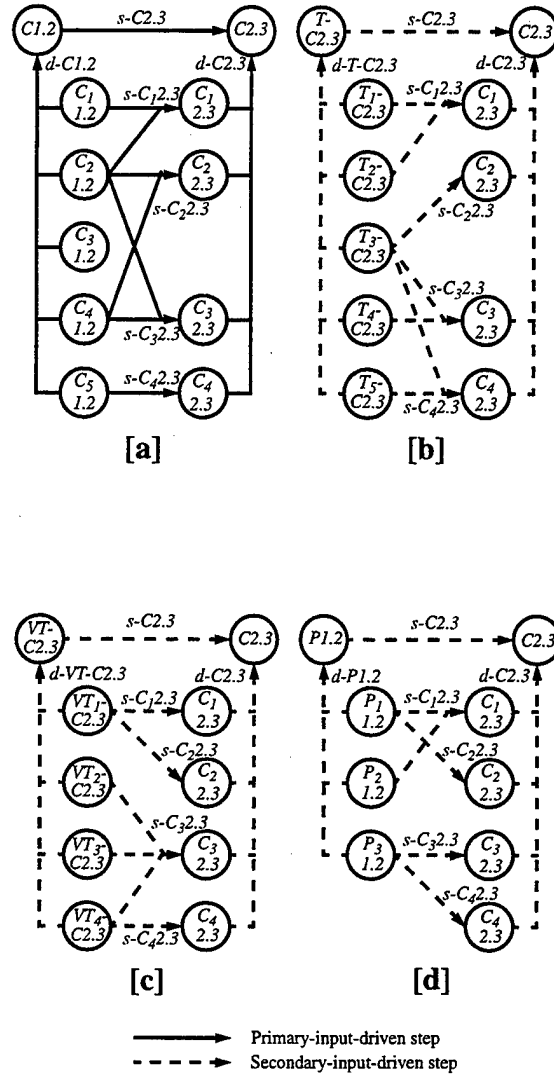 C1.2 s-C2.3 C2.3 T-C2.3 s-C2.3 C2.3
d-C1.2 d-C2.3 d-T-C2.3 d-C2.3
C₁ 1.2 s-C₁2.3 C₁ 2.3 T₁-C2.3 s-C₁2.3 C₁ 2.3
C₂ 1.2 C₂ 2.3 T₂-C2.3 C₂ 2.3
s-C₂2.3 s-C₂2.3
C₃ 1.2 T₃-C2.3
s-C₃2.3
C₄ 1.2 C₃ 2.3 T₄-C2.3 C₃ 2.3
s-C₃2.3
C₅ 1.2 s-C₄2.3 C₄ 2.3 T₅-C2.3 C₄ 2.3
s-C₄2.3
[a] [b]
VT-C2.3 s-C2.3 C2.3 P1.2 s-C2.3 C2.3
d-VT-C2.3 d-C2.3 d-P1.2 d-C2.3
VT₁-C2.3 s-C₁2.3 C₁ 2.3 P₁ 1.2 s-C₁2.3 C₁ 2.3
s-C₂2.3 s-C₂2.3
VT₂-C2.3 C₂ 2.3 P₂ 1.2 C₂ 2.3
s-C₃2.3 s-C₃2.3
VT₃-C2.3 C₃ 2.3 P₃ 1.2 C₃ 2.3
s-C₄2.3
VT₄-C2.3 s-C₄2.3 C₄ 2.3 C₄ 2.3
[c] [d]
Primary-input-driven step
Secondary-input-driven step